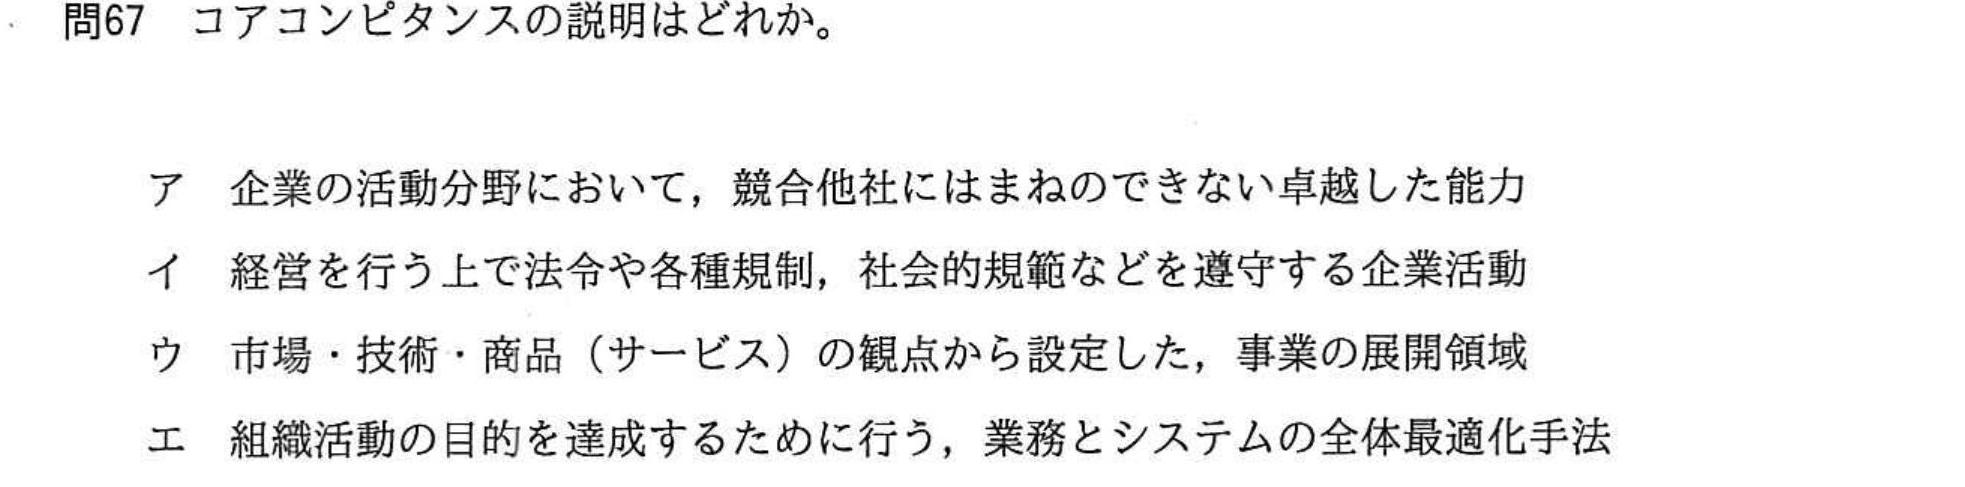 問67　コアコンピタンスの説明はどれか。
ア　企業の活動分野において，競合他社にはまねのできない卓越した能力
イ　経営を行う上で法令や各種規制，社会的規範などを遵守する企業活動
ウ　市場・技術・商品（サービス）の観点から設定した，事業の展開領域
エ　組織活動の目的を達成するために行う，業務とシステムの全体最適化手法